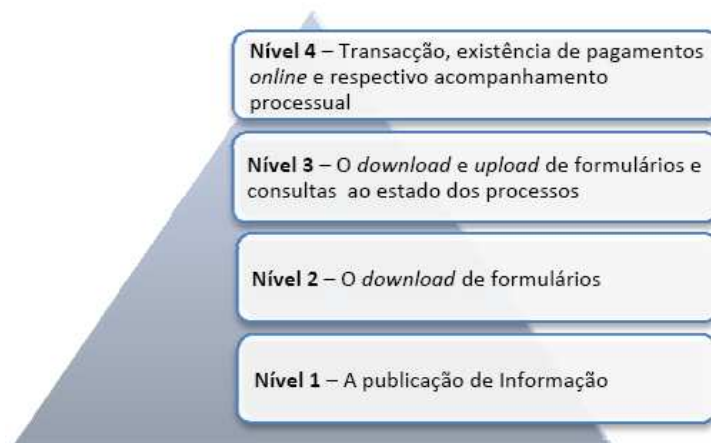 Nível 4 – Transacção, existência de pagamentos
online e respectivo acompanhamento
processual
Nível 3 – O download e upload de formulários e
consultas ao estado dos processos
Nível 2 – O download de formulários
Nível 1 – A publicação de Informação